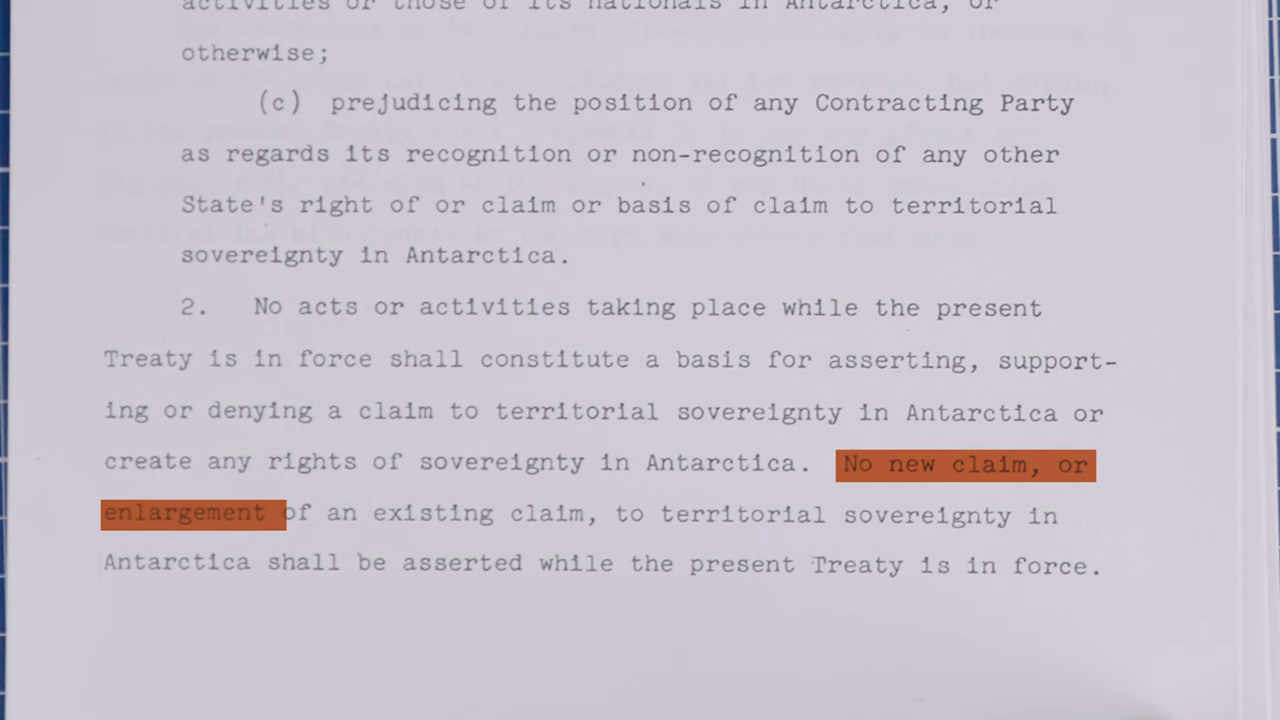 activities or those of its nationals in Antarctica, or
otherwise;
(c) prejudicing the position of any Contracting Party
as regards its recognition or non-recognition of any other
State's right of or claim or basis of claim to territorial
sovereignty in Antarctica.
2. No acts or activities taking place while the present
Treaty is in force shall constitute a basis for asserting, support-
ing or denying a claim to territorial sovereignty in Antarctica or
create any rights of sovereignty in Antarctica. No new claim, or
enlargement of an existing claim, to territorial sovereignty in
Antarctica shall be asserted while the present Treaty is in force.